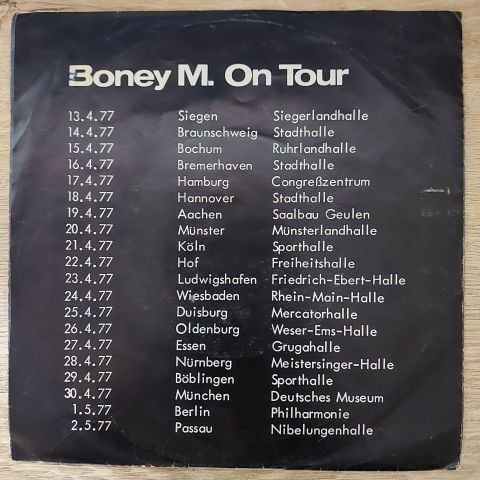 Boney M. On Tour
13.4.77 Siegen Siegerlandhalle
14.4.77 Braunschweig Stadthalle
15.4.77 Bochum Ruhrlandhalle
16.4.77 Bremerhaven Stadthalle
17.4.77 Hamburg Congreßzentrum
18.4.77 Hannover Stadthalle
19.4.77 Aachen Saalbau Geulen
20.4.77 Münster Münsterlandhalle
21.4.77 Köln Sporthalle
22.4.77 Hof Freiheitshalle
23.4.77 Ludwigshafen Friedrich-Ebert-Halle
24.4.77 Wiesbaden Rhein-Main-Halle
25.4.77 Duisburg Mercatorhalle
26.4.77 Oldenburg Weser-Ems-Halle
27.4.77 Essen Grugahalle
28.4.77 Nürnberg Meistersinger-Halle
29.4.77 Böblingen Sporthalle
30.4.77 München Deutsches Museum
1.5.77 Berlin Philharmonie
2.5.77 Passau Nibelungenhalle